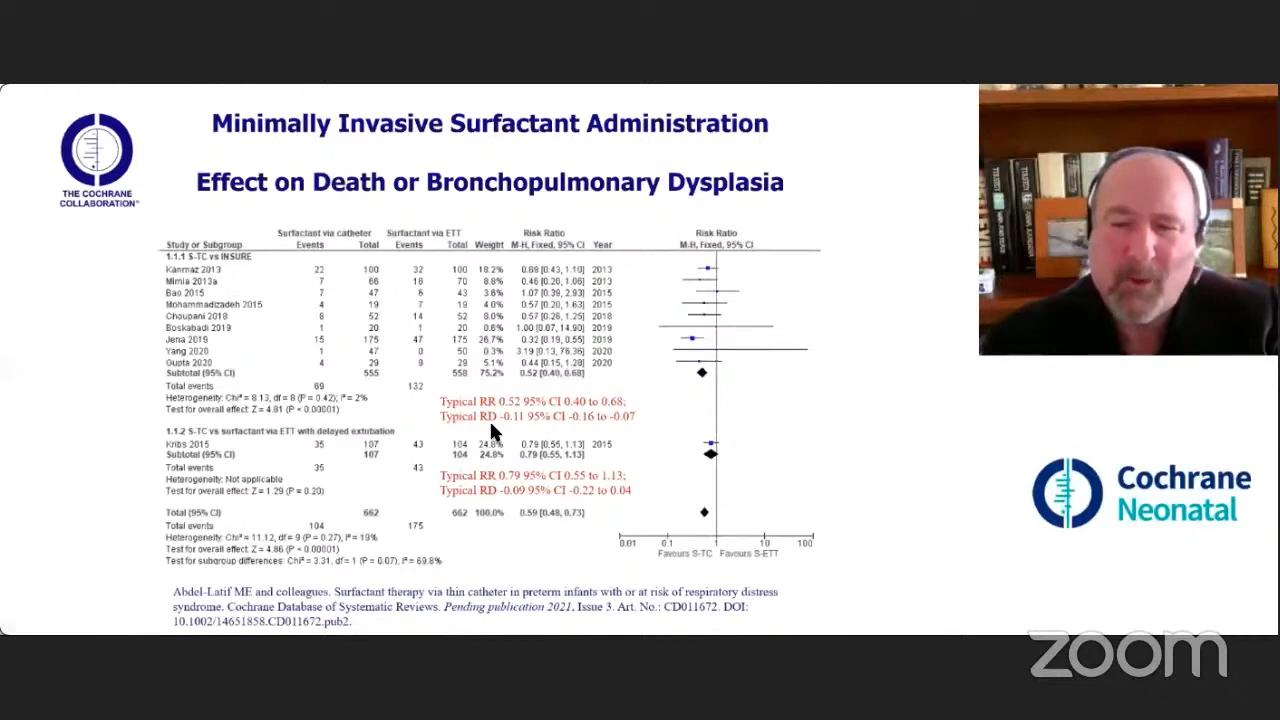 Minimally Invasive Surfactant Administration
Effect on Death or Bronchopulmonary Dysplasia
THE COCHRANE
COLLABORATION®
Surfactant via catheter Surfactant via ETT Risk Ratio Risk Ratio
Study or Subgroup Events Total Events Total Weight M-H, Fixed, 95% CI Year M-H, Fixed, 95% CI
1.1.1 S-TC vs INSURE
Kanmaz 2013 22 100 32 100 18.2% 0.69 [0.43, 1.10] 2013
Mirnia 2013a 7 66 16 70 8.8% 0.46 [0.20, 1.06] 2013
Bao 2015 7 47 6 43 3.6% 1.07 [0.39, 2.93] 2015
Mohammadizadeh 2015 4 19 7 19 4.0% 0.57 [0.20, 1.63] 2015
Choupani 2018 8 52 14 52 0.57 [0.26, 1.25] 2018
Boskabadi 2019 1 20 1 20 0.6% 1.00 [0.07, 14.90] 2019
Jena 2019 15 175 47 175 26.7% 0.32 [0.19, 0.55] 2019
Yang 2020 1 47 0 50 0.3% 3.19 [0.13, 76.36] 2020
Gupta 2020 4 29 9 29 5.1% 0.44 [0.15, 1.28] 2020
Subtotal (95% CI) 555 558 75.2% 0.52 [0.40, 0.68]
Total events 69 132
Heterogeneity: Chi² = 8.13, df = 8 (P = 0.42); I² = 2%
Test for overall effect: Z = 4.81 (P < 0.00001)
Typical RR 0.52 95% CI 0.40 to 0.68;
Typical RD -0.11 95% CI -0.16 to -0.07
1.1.2 S-TC vs surfactant via ETT with delayed extubation
Kribs 2015 35 107 43 104 24.8% 0.79 [0.55, 1.13] 2015
Subtotal (95% CI) 107 104 24.8% 0.79 [0.55, 1.13]
Total events 35 43
Heterogeneity: Not applicable
Test for overall effect: Z = 1.29 (P = 0.20)
Typical RR 0.79 95% CI 0.55 to 1.13;
Typical RD -0.09 95% CI -0.22 to 0.04
Total (95% CI) 662 662 100.0% 0.59 [0.48, 0.73]
Total events 104 175
Heterogeneity: Chi² = 11.12, df = 9 (P = 0.27); I² = 19%
Test for overall effect: Z = 4.86 (P < 0.00001)
Test for subgroup differences: Chi² = 3.31, df = 1 (P = 0.07), I² = 69.8%
0.01 0.1 1 10 100
Favours S-TC Favours S-ETT
Abdel-Latif ME and colleagues. Surfactant therapy via thin catheter in preterm infants with or at risk of respiratory distress
syndrome. Cochrane Database of Systematic Reviews. Pending publication 2021, Issue 3. Art. No.: CD011672. DOI:
10.1002/14651858.CD011672.pub2.
Cochrane
Neonatal
zoom